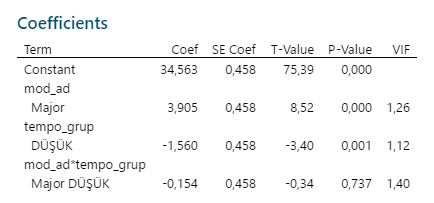 Coefficients
Term Coef SE Coef T-Value P-Value VIF
Constant 34,563 0,458 75,39 0,000
mod_ad
Major 3,905 0,458 8,52 0,000 1,26
tempo_grup
DÜŞÜK -1,560 0,458 -3,40 0,001 1,12
mod_ad*tempo_grup
Major DÜŞÜK -0,154 0,458 -0,34 0,737 1,40